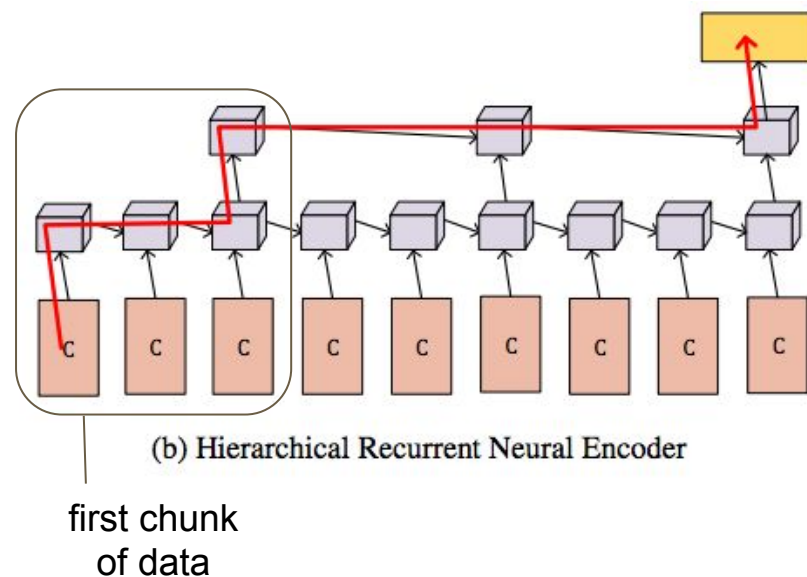 C C C C C C C C C
(b) Hierarchical Recurrent Neural Encoder
first chunk
of data